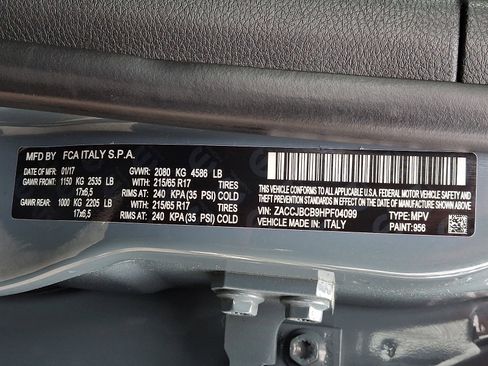 MFD BY FCA ITALY S.P.A.
DATE OF MFR: 01/17 GVWR: 2080 KG 4586 LB
GAWR FRONT: 1150 KG 2535 LB WITH: 215/65 R17 TIRES
17x6,5 RIMS AT: 240 KPA(35 PSI) COLD
GAWR REAR: 1000 KG 2205 LB WITH: 215/65 R17 TIRES
17x6,5 RIMS AT: 240 KPA(35 PSI) COLD
THIS VEHICLE CONFORMS TO ALL APPLICABLE U.S.A. FEDERAL MOTOR VEHICLE
SAFETY, BUMPER AND THEFT PREVENTION STANDARDS IN EFFECT ON THE DATE OF MANUFACTURE SHOWN ABOVE.
VIN: ZACCJBCB9HPF04099 TYPE: MPV
VEHICLE MADE IN: ITALY PAINT: 956